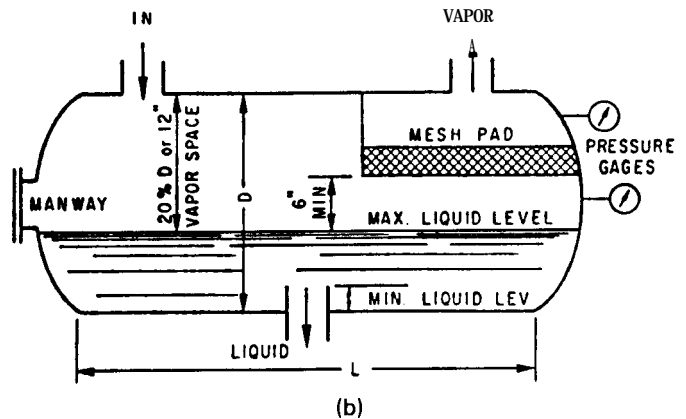 IN
VAPOR
20% D or 12"
VAPOR SPACE
D
MESH PAD
PRESSURE
GAGES
6"
MIN
MANWAY
MAX. LIQUID LEVEL
MIN. LIQUID LEV
LIQUID
L
(b)